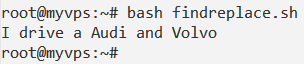 root@myvps:~# bash findreplace.sh
I drive a Audi and Volvo
root@myvps:~#